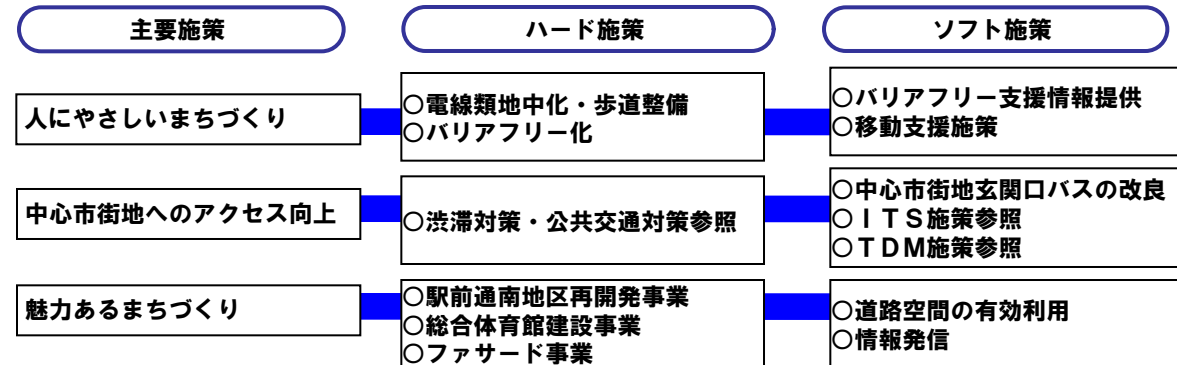 主要施策
ハード施策
ソフト施策
人にやさしいまちづくり
○電線類地中化・歩道整備
○バリアフリー化
○バリアフリー支援情報提供
○移動支援施策
中心市街地へのアクセス向上
○渋滞対策・公共交通対策参照
○中心市街地玄関口バスの改良
○ＩＴＳ施策参照
○ＴＤＭ施策参照
魅力あるまちづくり
○駅前通南地区再開発事業
○総合体育館建設事業
○ファサード事業
○道路空間の有効利用
○情報発信